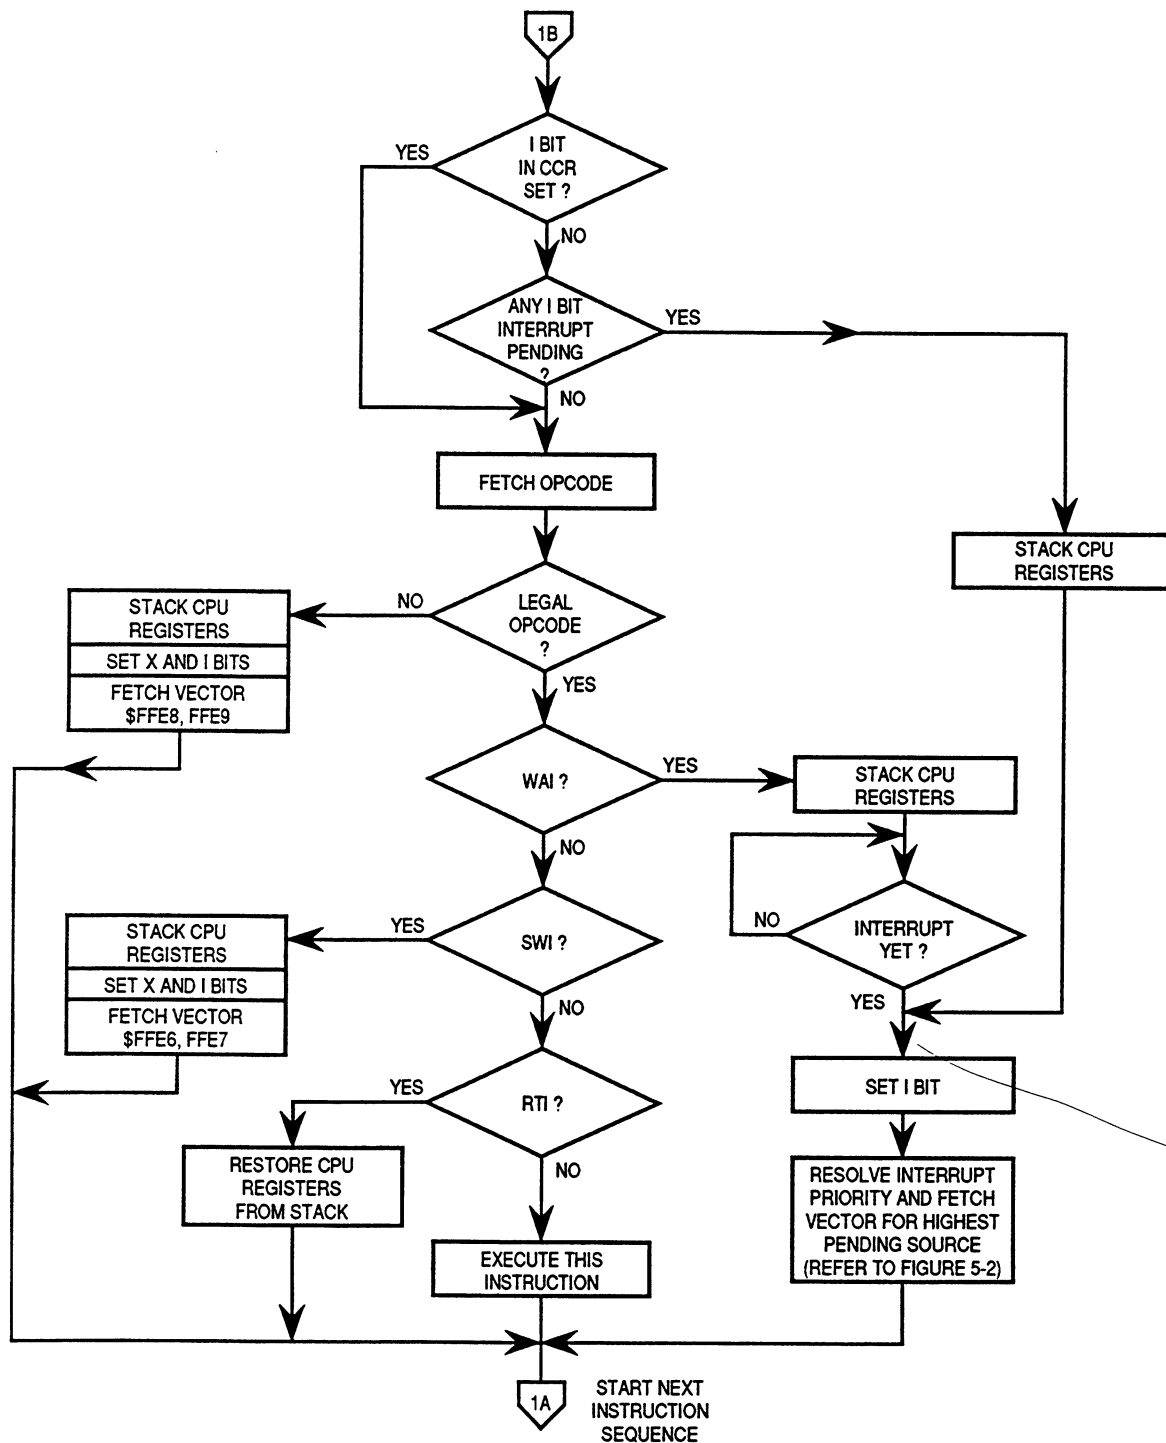 1B
I BIT
IN CCR
SET ?
YES
NO
ANY I BIT
INTERRUPT
PENDING
?
YES
NO
FETCH OPCODE
STACK CPU
REGISTERS
LEGAL
OPCODE
?
NO
YES
STACK CPU
REGISTERS
SET X AND I BITS
FETCH VECTOR
$FFE8, FFE9
WAI ?
YES
NO
STACK CPU
REGISTERS
INTERRUPT
YET ?
NO
YES
SWI ?
YES
NO
STACK CPU
REGISTERS
SET X AND I BITS
FETCH VECTOR
$FFE6, FFE7
SET I BIT
RTI ?
YES
NO
RESTORE CPU
REGISTERS
FROM STACK
RESOLVE INTERRUPT
PRIORITY AND FETCH
VECTOR FOR HIGHEST
PENDING SOURCE
(REFER TO FIGURE 5-2)
EXECUTE THIS
INSTRUCTION
1A
START NEXT
INSTRUCTION
SEQUENCE